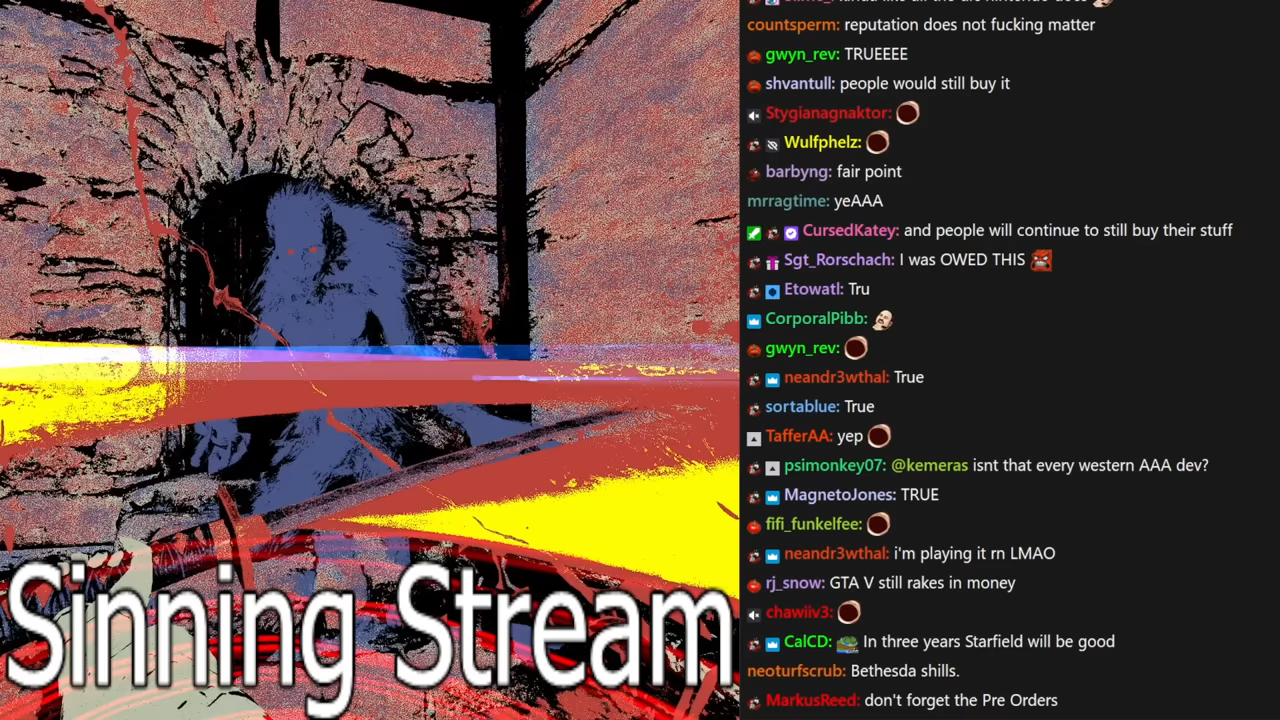 countsperm: reputation does not fucking matter
gwyn_rev: TRUEEEE
shvantull: people would still buy it
Stygianagnaktor:
Wulfphelz:
barbyng: fair point
mrragtime: yeAAA
CursedKatey: and people will continue to still buy their stuff
Sgt_Rorschach: I was OWED THIS
Etowatl: Tru
CorporalPibb:
gwyn_rev:
neandr3wthal: True
sortablue: True
TafferAA: yep
psimonkey07: @kemeras isnt that every western AAA dev?
MagnetoJones: TRUE
fifi_funkelfee:
neandr3wthal: i'm playing it rn LMAO
rj_snow: GTA V still rakes in money
chawiiv3:
CalCD: In three years Starfield will be good
neoturfscrub: Bethesda shills.
MarkusReed: don't forget the Pre Orders
Sinning Stream